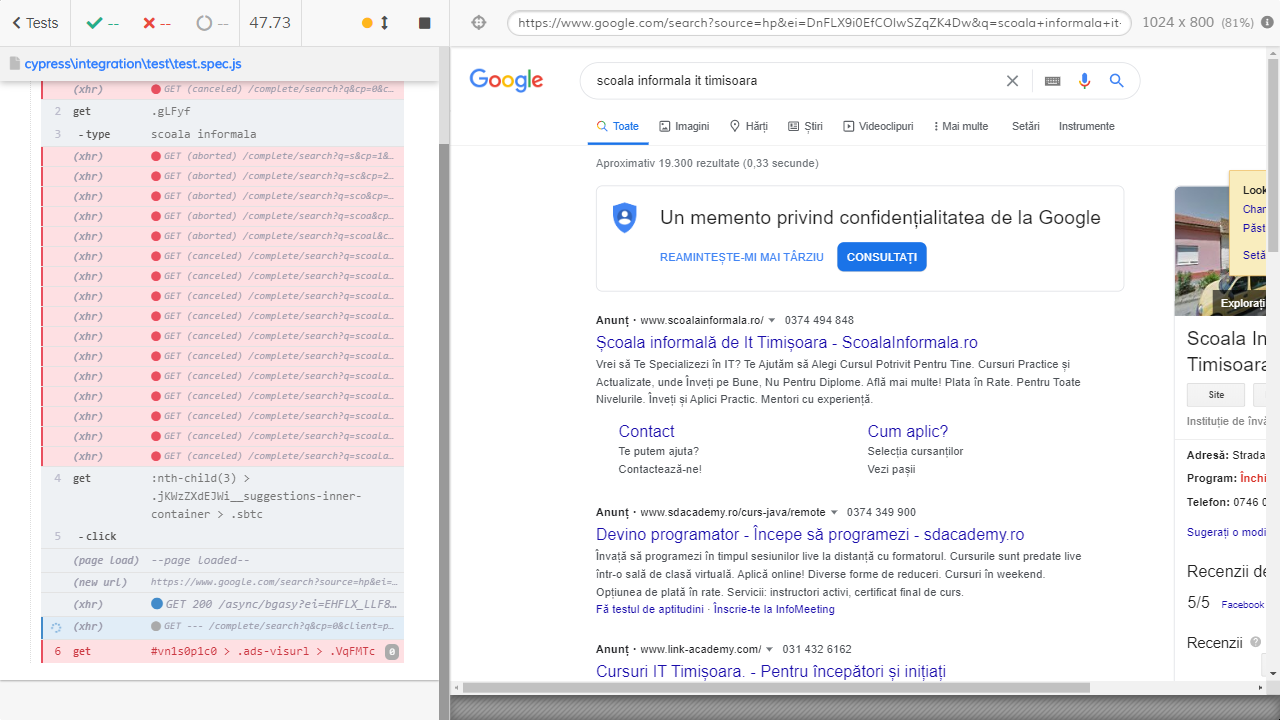 Tests
--
--
--
47.73
https://www.google.com/search?source=hp&ei=DnFLX9i0EfCOlwSZqZK4Dw&q=scoala+informala+it-
1024 x 800 (81%)
cypress\integration\test\test.spec.js
(xhr) GET (canceled) /complete/search?q&cp=0&c…
2 get .gLFyf
3 -type scoala informala
(xhr) GET (aborted) /complete/search?q=s&cp=1&…
(xhr) GET (aborted) /complete/search?q=sc&cp=2…
(xhr) GET (aborted) /complete/search?q=sco&cp=…
(xhr) GET (aborted) /complete/search?q=scoa&cp…
(xhr) GET (aborted) /complete/search?q=scoal&c…
(xhr) GET (canceled) /complete/search?q=scoala…
(xhr) GET (canceled) /complete/search?q=scoala…
(xhr) GET (canceled) /complete/search?q=scoala…
(xhr) GET (canceled) /complete/search?q=scoala…
(xhr) GET (canceled) /complete/search?q=scoala…
(xhr) GET (canceled) /complete/search?q=scoala…
(xhr) GET (canceled) /complete/search?q=scoala…
(xhr) GET (canceled) /complete/search?q=scoala…
(xhr) GET (canceled) /complete/search?q=scoala…
(xhr) GET (canceled) /complete/search?q=scoala…
(xhr) GET (canceled) /complete/search?q=scoala…
4 get :nth-child(3) >
.jKWzZXdEJWi__suggestions-inner-
container > .sbtc
5 -click
(page load) --page loaded--
(new url) https://www.google.com/search?source=hp&ei=…
(xhr) GET 200 /async/bgasy?ei=EHFLX_LLF8…
(xhr) GET --- /complete/search?q&cp=0&client=p…
6 get #vn1s0p1c0 > .ads-visurl > .VqFMTc 0
Google
scoala informala it timisoara
Toate Imagini Hărți Știri Videoclipuri Mai multe Setări Instrumente
Aproximativ 19.300 rezultate (0,33 secunde)
Un memento privind confidențialitatea de la Google
REAMINTEȘTE-MI MAI TÂRZIU CONSULTAȚI
Anunț · www.scoalainformala.ro/ 0374 494 848
Școala informală de It Timișoara - ScoalaInformala.ro
Vrei să Te Specializezi în IT? Te Ajutăm să Alegi Cursul Potrivit Pentru Tine. Cursuri Practice și
Actualizate, unde Înveți pe Bune, Nu Pentru Diplome. Află mai multe! Plata în Rate. Pentru Toate
Nivelurile. Înveți și Aplici Practic. Mentori cu experiență.
Contact Cum aplic?
Te putem ajuta? Selecția cursanților
Contactează-ne! Vezi pașii
Anunț · www.sdacademy.ro/curs-java/remote 0374 349 900
Devino programator - Începe să programezi - sdacademy.ro
Învață să programezi în timpul sesiunilor live la distanță cu formatorul. Cursurile sunt predate live
într-o sală de clasă virtuală. Aplică online! Diverse forme de reduceri. Cursuri în weekend.
Opțiunea de plată în rate. Servicii: instructori activi, certificat final de curs.
Fă testul de aptitudini · Înscrie-te la InfoMeeting
Anunț · www.link-academy.com/ 031 432 6162
Cursuri IT Timișoara. - Pentru începători și inițiați
Look
Chan
Păst
Setă
Explorați
Scoala In
Timisoara
Site
Instituție de învă
Adresă: Strada
Program: Închi
Telefon: 0746 0
Sugerați o modi
Recenzii de
5/5 Facebook
Recenzii